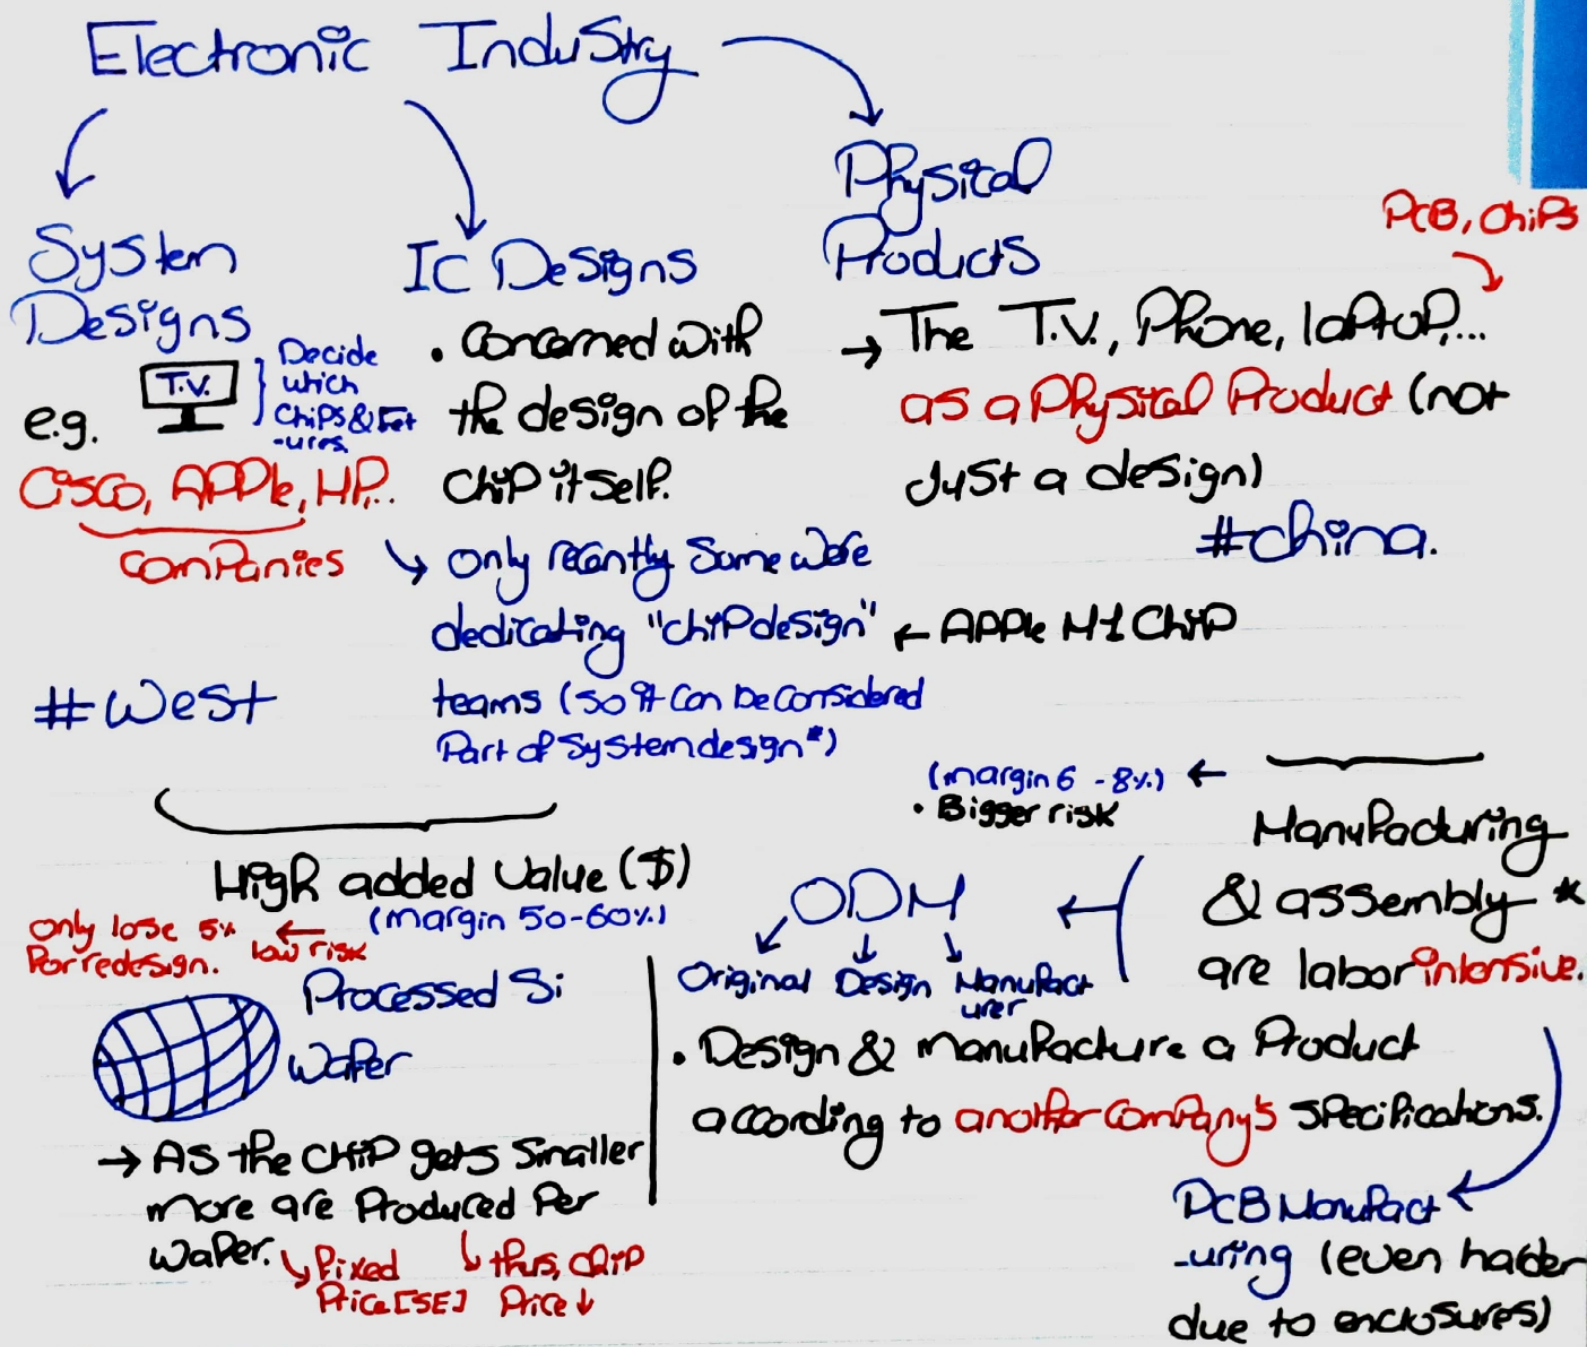 Electronic Industry
System
Designs
e.g.
T.V.
Decide
which
Chips & Fet
-ures
Cisco, Apple, HP...
companies
#West
IC Designs
• Concerned with
the design of the
chip itself.
only recently some were
dedicating "chip design" ← Apple M1 Chip
teams (so it can be considered
Part of system design*)
Physical
Products
PCB, chips
→ The T.V., Phone, laptop,...
as a Physical Product (not
Just a design)
#china.
High added value ($)
(margin 50-60%)
← low risk
only lose 5%
for redesign.
Processed Si
wafer
→ As the chip gets smaller
more are Produced Per
wafer.
fixed
Price [SE]
thus, chip
Price ↓
Manufacturing
& assembly *
are labor intensive.
(margin 6 - 8%) ←
• Bigger risk
ODM
Original Design Manufact
urer
• Design & manufacture a Product
according to another company's specifications.
PCB Manufact
-uring (even harder
due to enclosures)